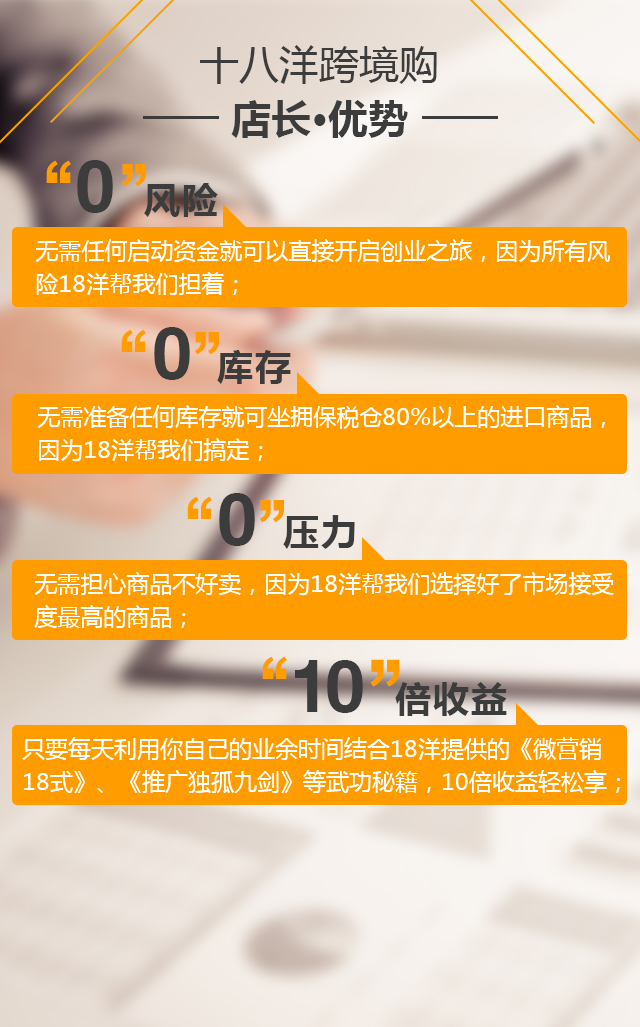 十八洋跨境购
店长·优势
“0”风险
无需任何启动资金就可以直接开启创业之旅，因为所有风
险18洋帮我们担着；
“0”库存
无需准备任何库存就可坐拥保税仓80%以上的进口商品，
因为18洋帮我们搞定；
“0”压力
无需担心商品不好卖，因为18洋帮我们选择好了市场接受
度最高的商品；
“10”倍收益
只要每天利用你自己的业余时间结合18洋提供的《微营销
18式》、《推广独孤九剑》等武功秘籍，10倍收益轻松享；